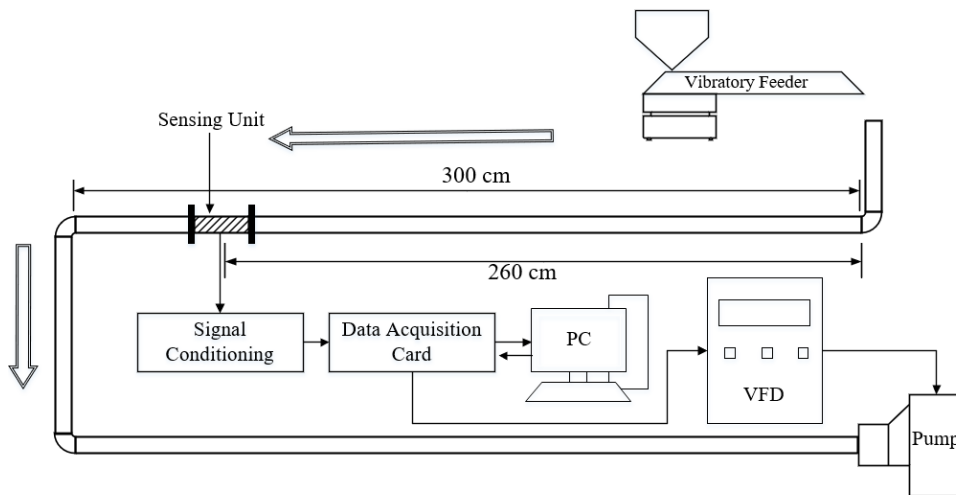 Vibratory Feeder
Sensing Unit
300 cm
260 cm
Signal
Conditioning
Data Acquisition
Card
PC
VFD
Pump